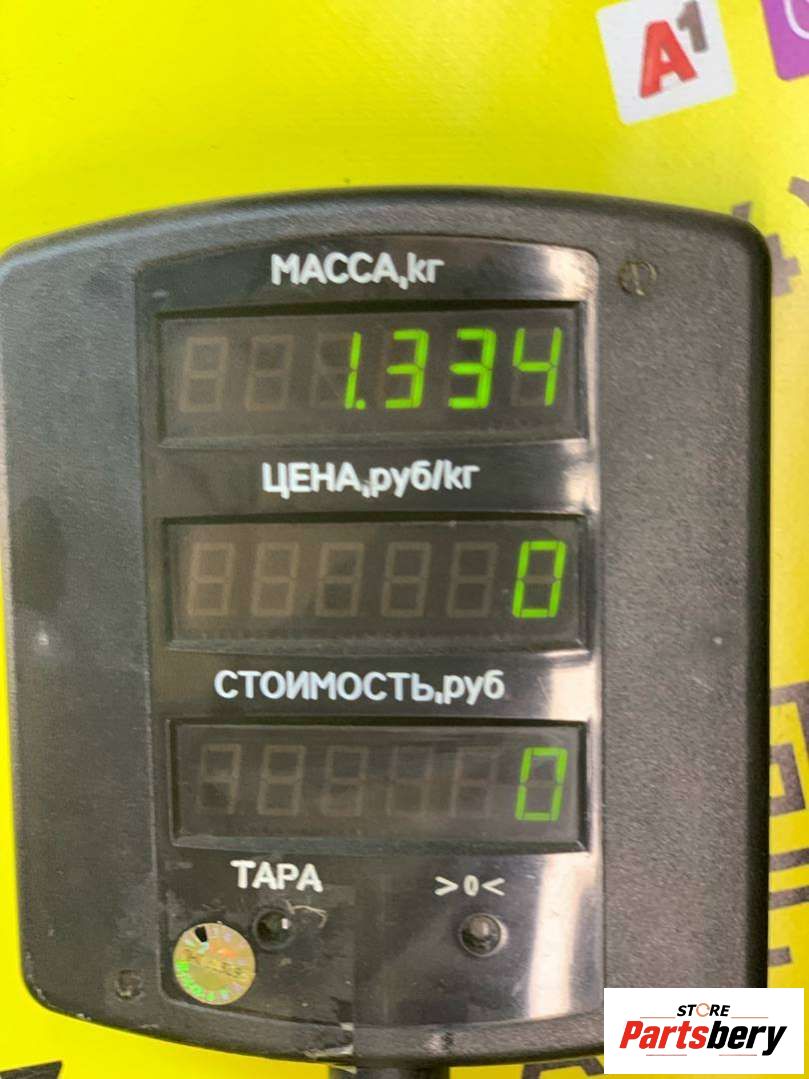 A1
МАССА,кг
1.334
ЦЕНА,руб/кг
0
СТОИМОСТЬ,руб
0
ТАРА >0<
STORE
Partsbery